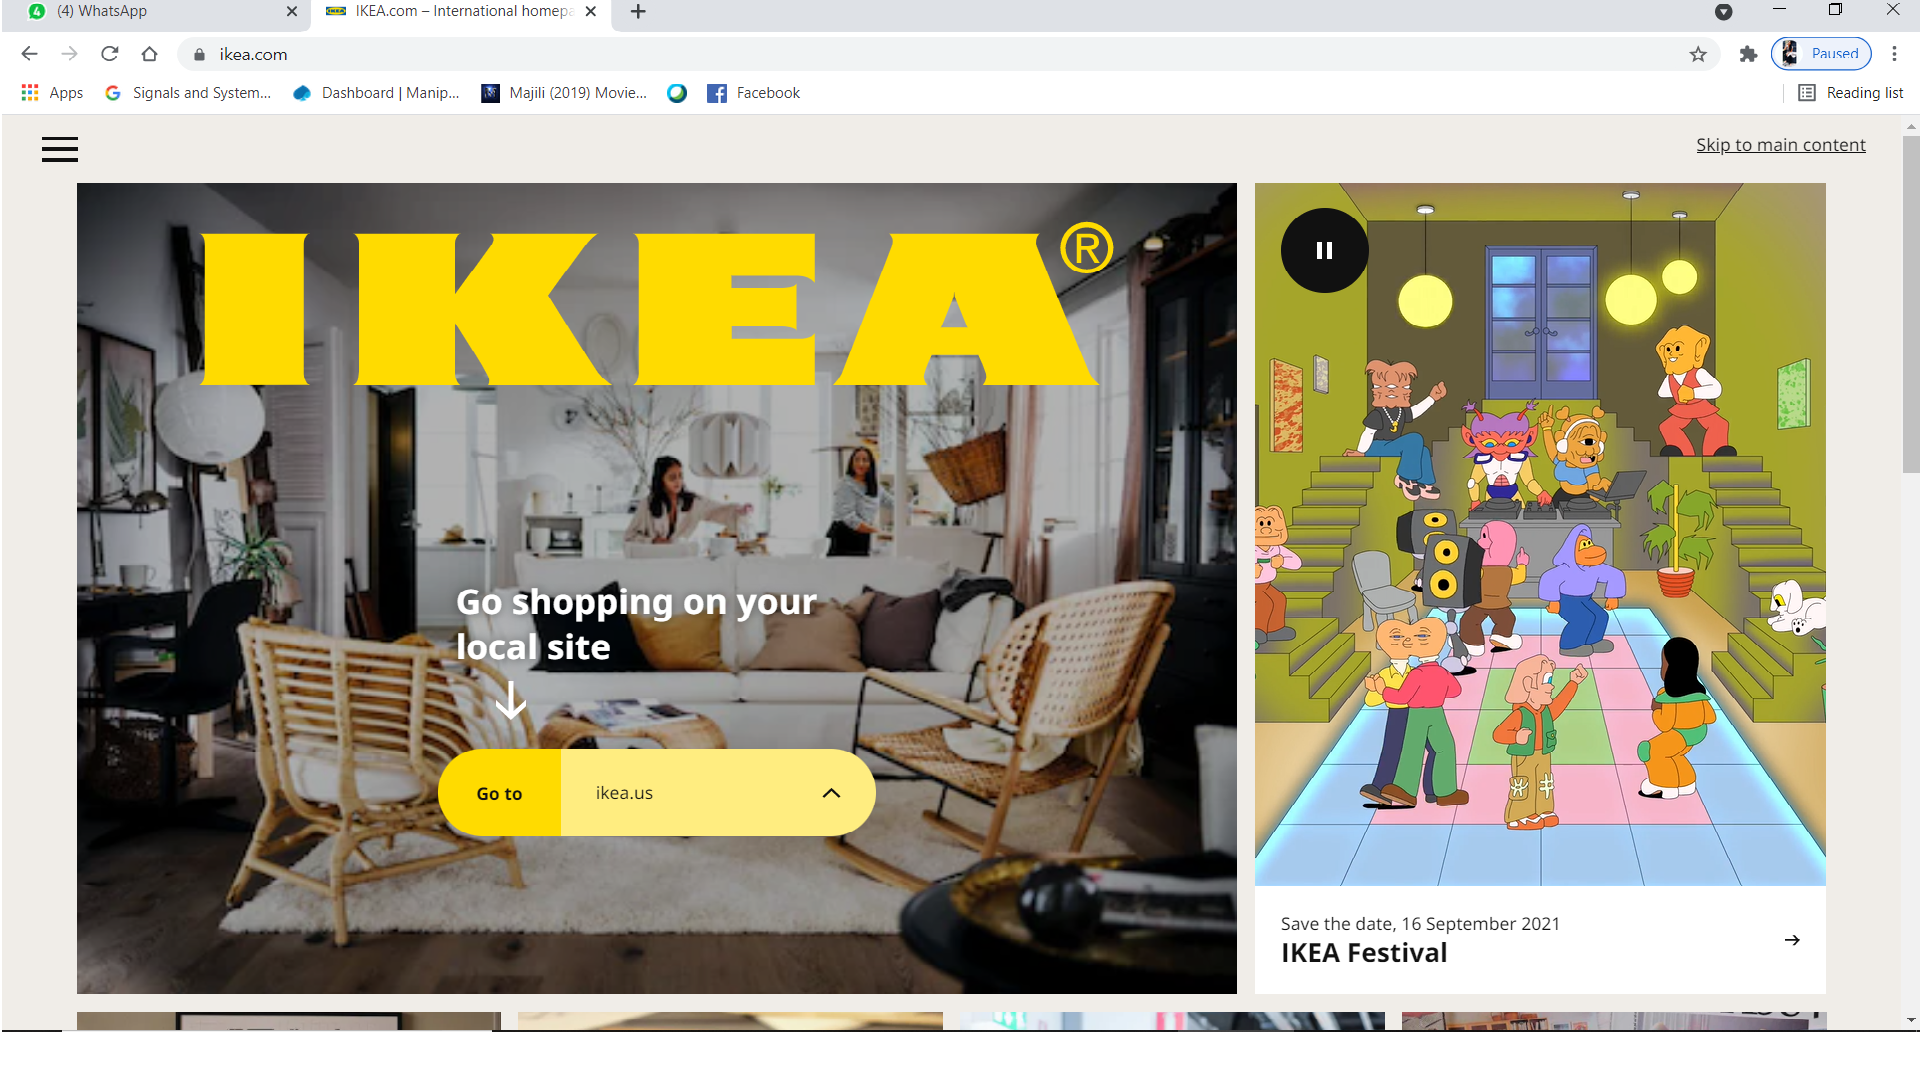 (4) WhatsApp
IKEA.com – International homepa
ikea.com
Paused
Apps
Signals and System...
Dashboard | Manip...
Majili (2019) Movie...
Facebook
Reading list
Skip to main content
IKEA®
Go shopping on your
local site
Go to
ikea.us
Save the date, 16 September 2021
IKEA Festival